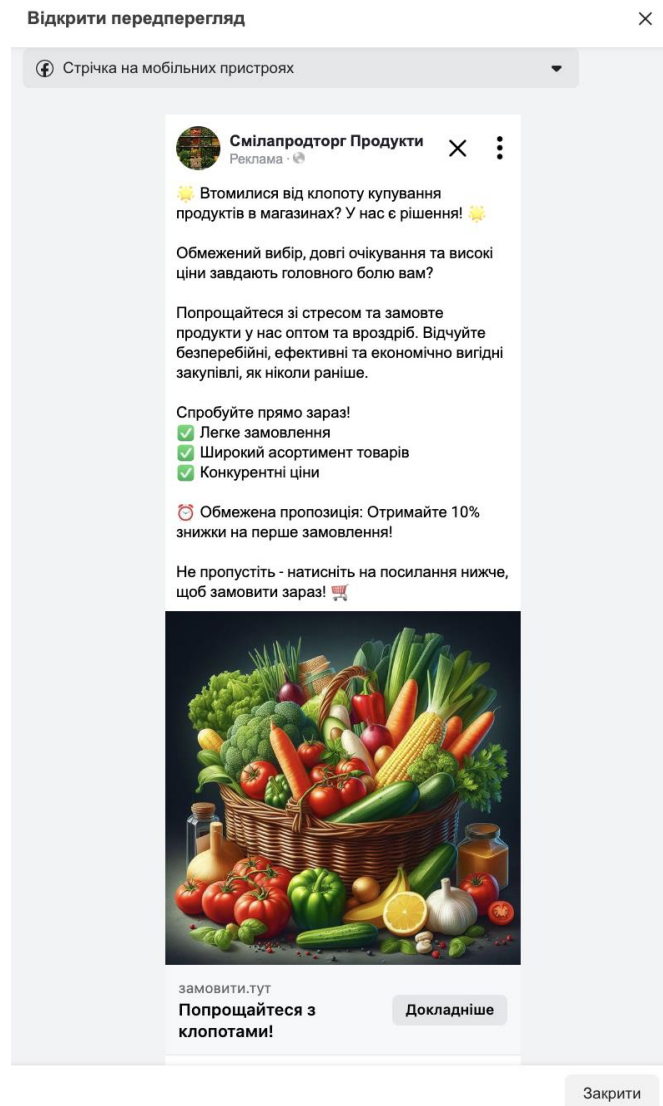 Відкрити передперегляд
Стрічка на мобільних пристроях
Смілапродторг Продукти
Реклама ·
🌟 Втомилися від клопоту купування
продуктів в магазинах? У нас є рішення! 🌟
Обмежений вибір, довгі очікування та високі
ціни завдають головного болю вам?
Попрощайтеся зі стресом та замовте
продукти у нас оптом та вроздріб. Відчуйте
безперебійні, ефективні та економічно вигідні
закупівлі, як ніколи раніше.
Спробуйте прямо зараз!
✅ Легке замовлення
✅ Широкий асортимент товарів
✅ Конкурентні ціни
⏰ Обмежена пропозиція: Отримайте 10%
знижки на перше замовлення!
Не пропустіть - натисніть на посилання нижче,
щоб замовити зараз! 🛒
замовити.тут
Попрощайтеся з
клопотами!
Докладніше
Закрити